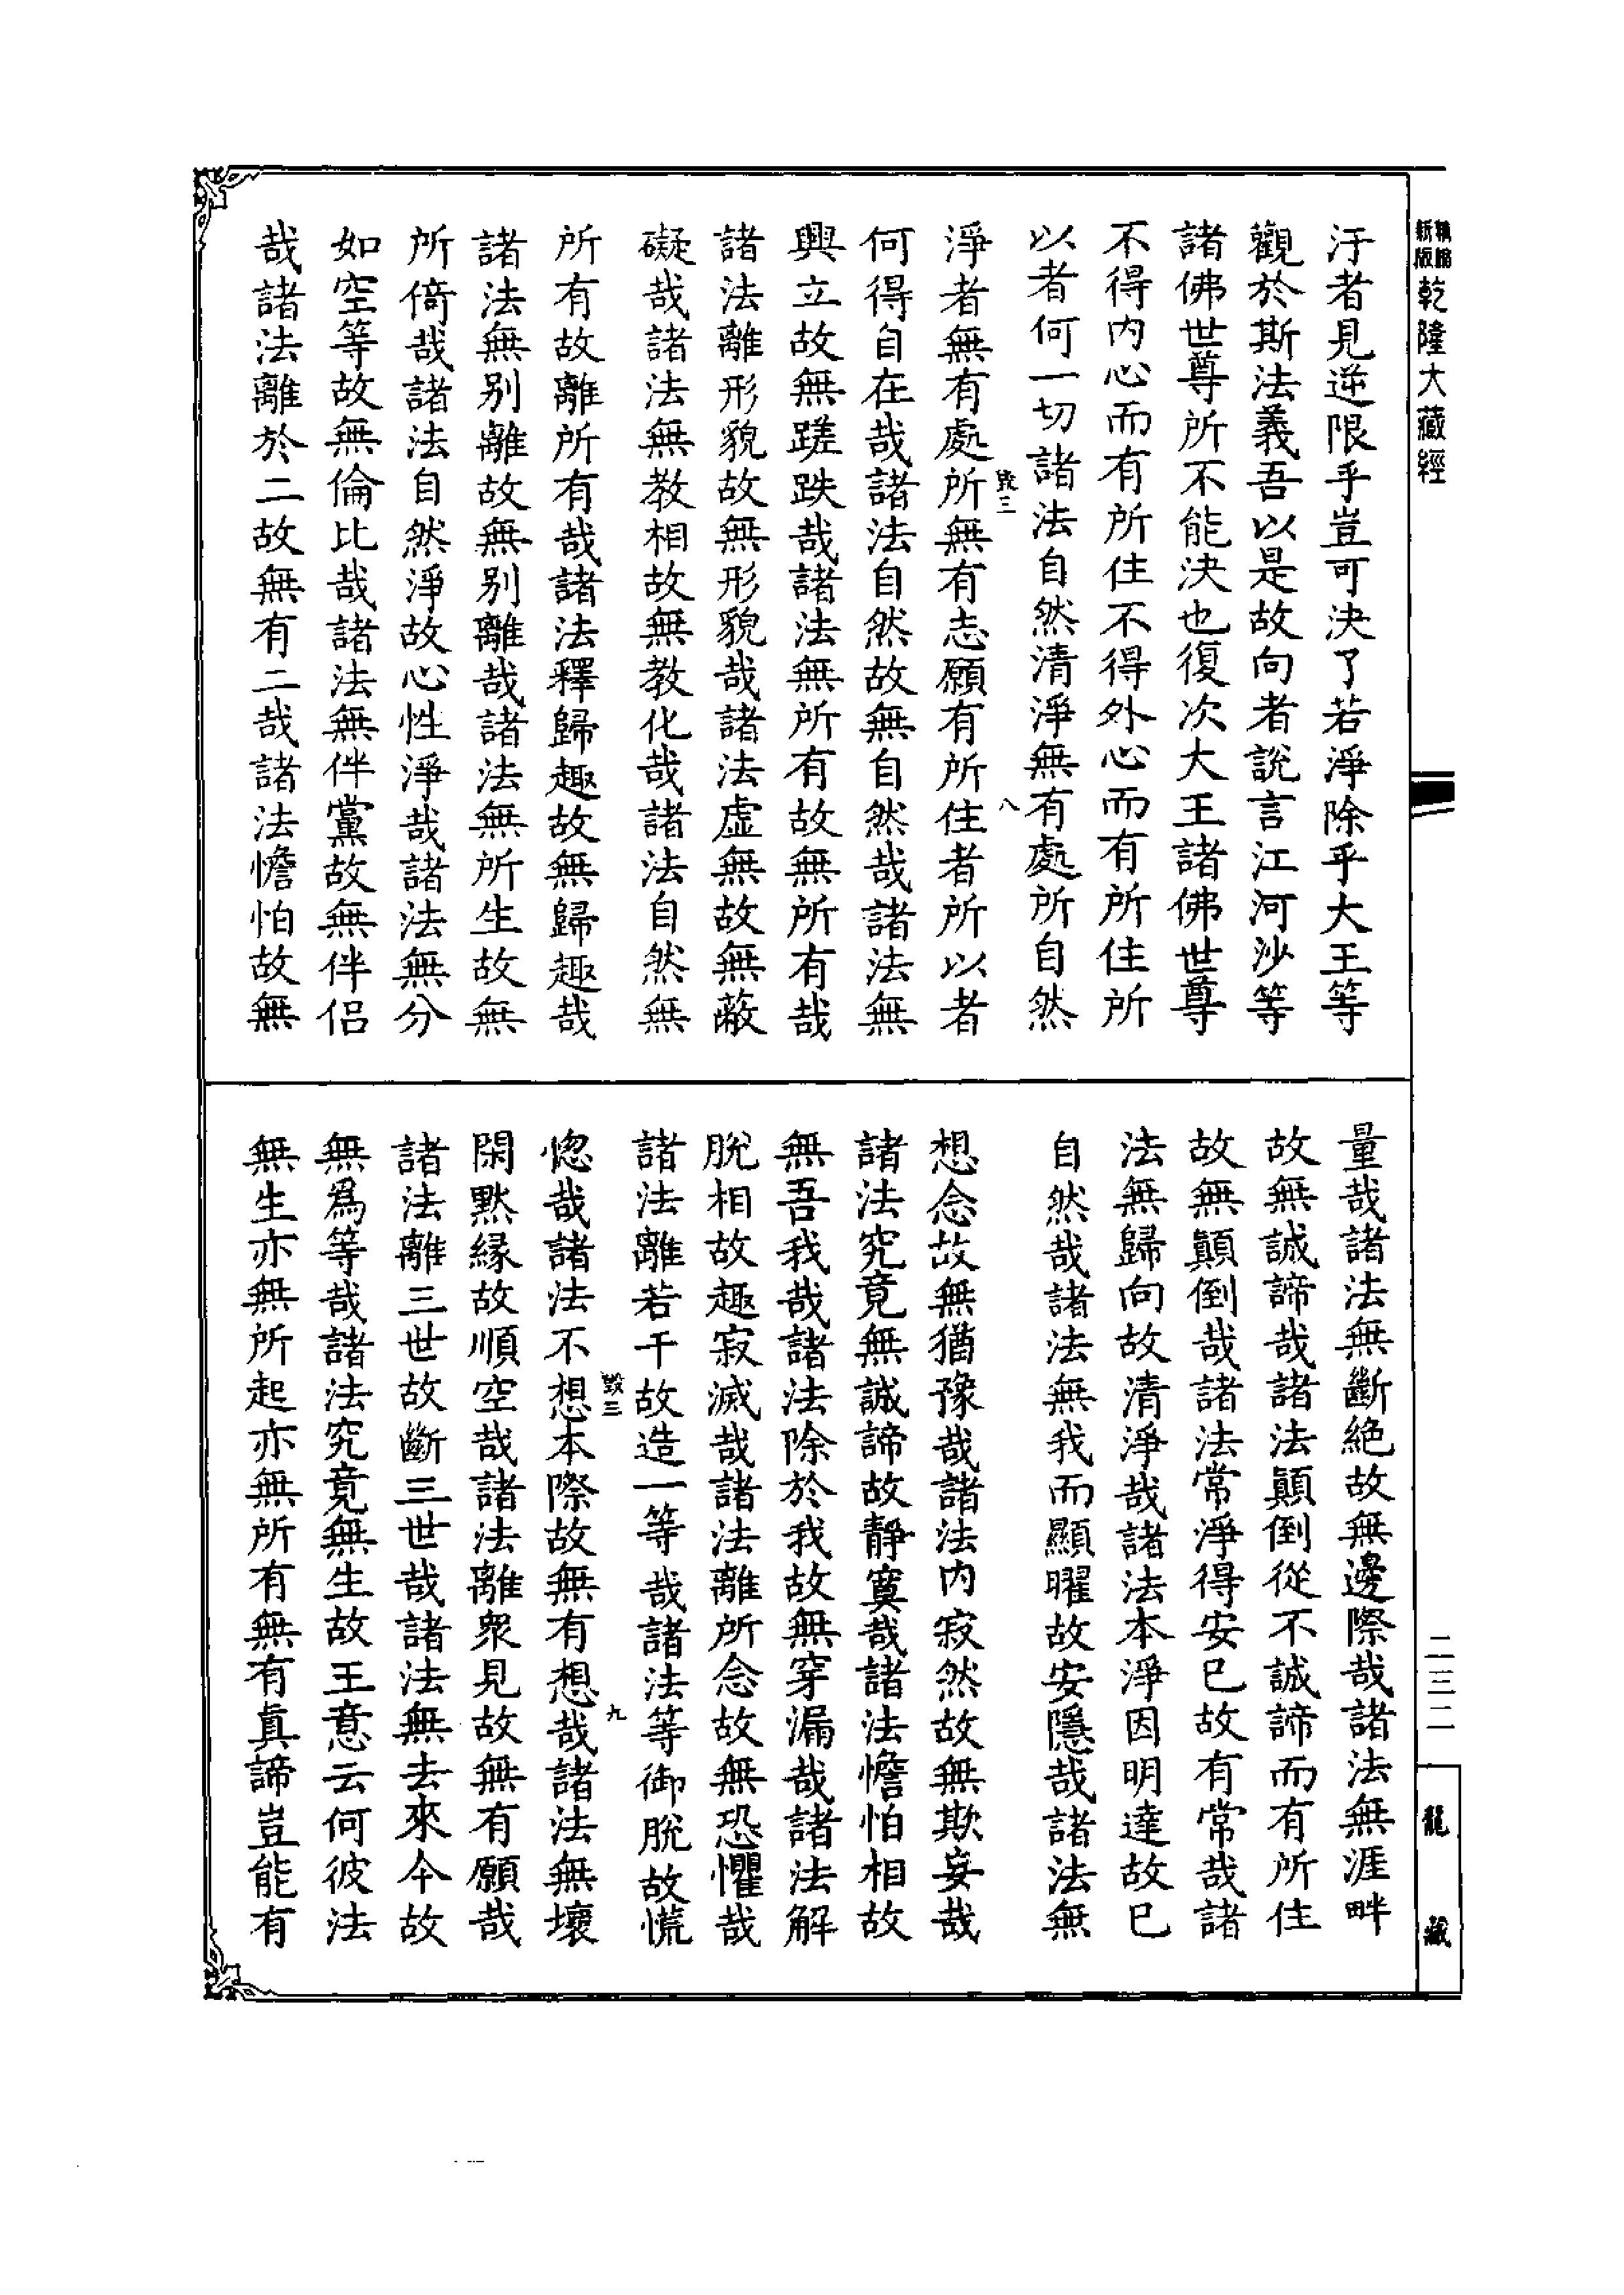 乾隆大藏經
汙者見逆限乎豈可決了若淨除乎大王等
觀於斯法義吾以是故向者說言江河沙等
諸佛世尊所不能決也復次大王諸佛世尊
不得內心而有所住不得外心而有所住所
以者何一切諸法自然清淨無有處所自然
毀三 八
淨者無有處所無有志願有所住者所以者
何得自在哉諸法自然故無自然哉諸法無
興立故無蹉跌哉諸法無所有故無所有哉
諸法離形貌故無形貌哉諸法虛無故無蔽
礙哉諸法無教相故無教化哉諸法自然無
所有故離所有哉諸法釋歸趣故無歸趣哉
諸法無別離故無別離哉諸法無所生故無
所倚哉諸法自然淨故心性淨哉諸法無分
如空等故無倫比哉諸法無伴黨故無伴侶
哉諸法離於二故無有二哉諸法憺怕故無
量哉諸法無斷絕故無邊際哉諸法無涯畔
故無誠諦哉諸法顛倒從不誠諦而有所住
故無顛倒哉諸法常淨得安已故有常哉諸
法無歸向故清淨哉諸法本淨因明達故已
自然哉諸法無我而顯曜故安隱哉諸法無
想念故無猶豫哉諸法內寂然故無欺妄哉
諸法究竟無誠諦故靜寞哉諸法憺怕相故
無吾我哉諸法除於我故無穿漏哉諸法解
脫相故趣寂滅哉諸法離所念故無恐懼哉
諸法離若干故造一等哉諸法等御脫故慌
毀三 九
惚哉諸法不想本際故無有想哉諸法無壞
閑默緣故順空哉諸法離眾見故無有願哉
諸法離三世故斷三世哉諸法無去來今故
無為等哉諸法究竟無生故王意云何彼法
無生亦無所起亦無所有無有真諦豈能有
二三二
龍藏